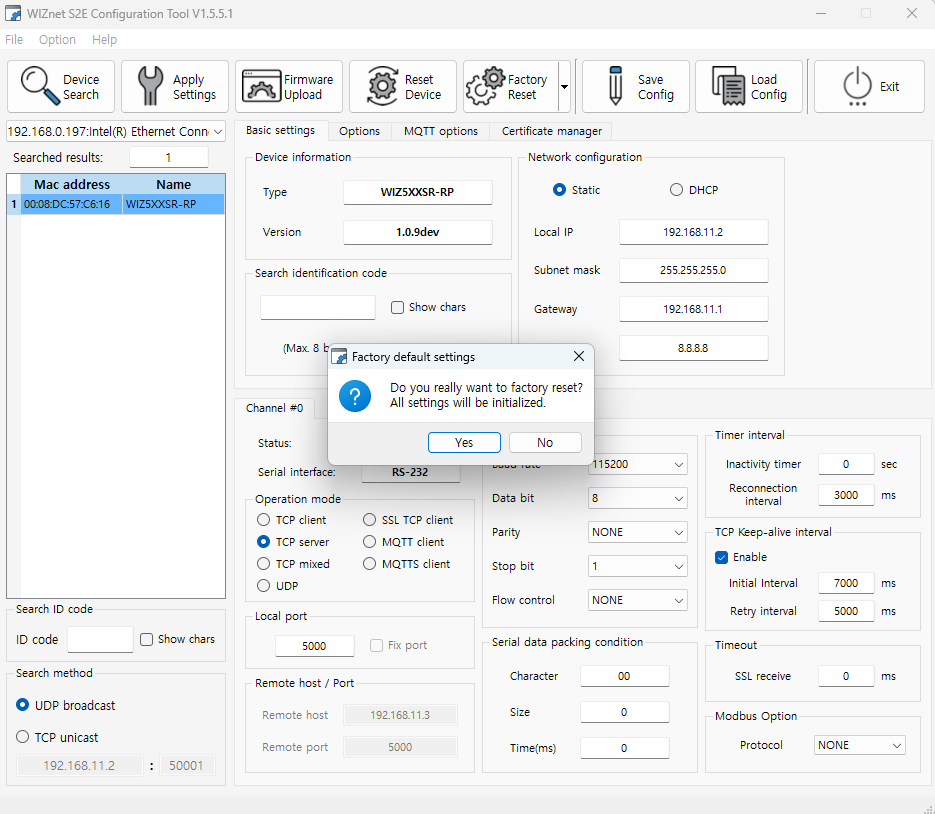 WIZnet S2E Configuration Tool V1.5.5.1
File Option Help
Device Search
Apply Settings
Firmware Upload
Reset Device
Factory Reset
Save Config
Load Config
Exit
192.168.0.197:Intel(R) Ethernet Conn
Searched results: 1
Mac address Name
1 00:08:DC:57:C6:16 WIZ5XXSR-RP
Search ID code
ID code Show chars
Search method
UDP broadcast
TCP unicast
192.168.11.2 : 50001
Basic settings Options MQTT options Certificate manager
Device information
Type WIZ5XXSR-RP
Version 1.0.9dev
Search identification code
Show chars
(Max. 8 b
Network configuration
Static DHCP
Local IP 192.168.11.2
Subnet mask 255.255.255.0
Gateway 192.168.11.1
8.8.8.8
Factory default settings
?
Do you really want to factory reset?
All settings will be initialized.
Yes No
Channel #0
Status:
Serial interface: RS-232
Operation mode
TCP client SSL TCP client
TCP server MQTT client
TCP mixed MQTTS client
UDP
Local port
5000 Fix port
Remote host / Port
Remote host 192.168.11.3
Remote port 5000
Baud rate 115200
Data bit 8
Parity NONE
Stop bit 1
Flow control NONE
Serial data packing condition
Character 00
Size 0
Time(ms) 0
Timer interval
Inactivity timer 0 sec
Reconnection interval 3000 ms
TCP Keep-alive interval
Enable
Initial Interval 7000 ms
Retry interval 5000 ms
Timeout
SSL receive 0 ms
Modbus Option
Protocol NONE